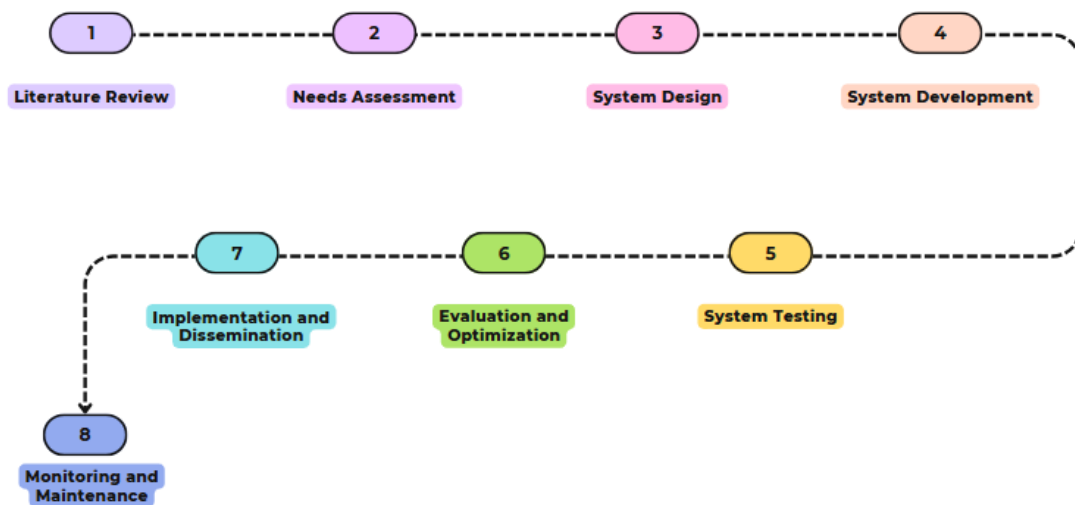 1
2
3
4
Literature Review
Needs Assessment
System Design
System Development
5
System Testing
6
Evaluation and
Optimization
7
Implementation and
Dissemination
8
Monitoring and
Maintenance